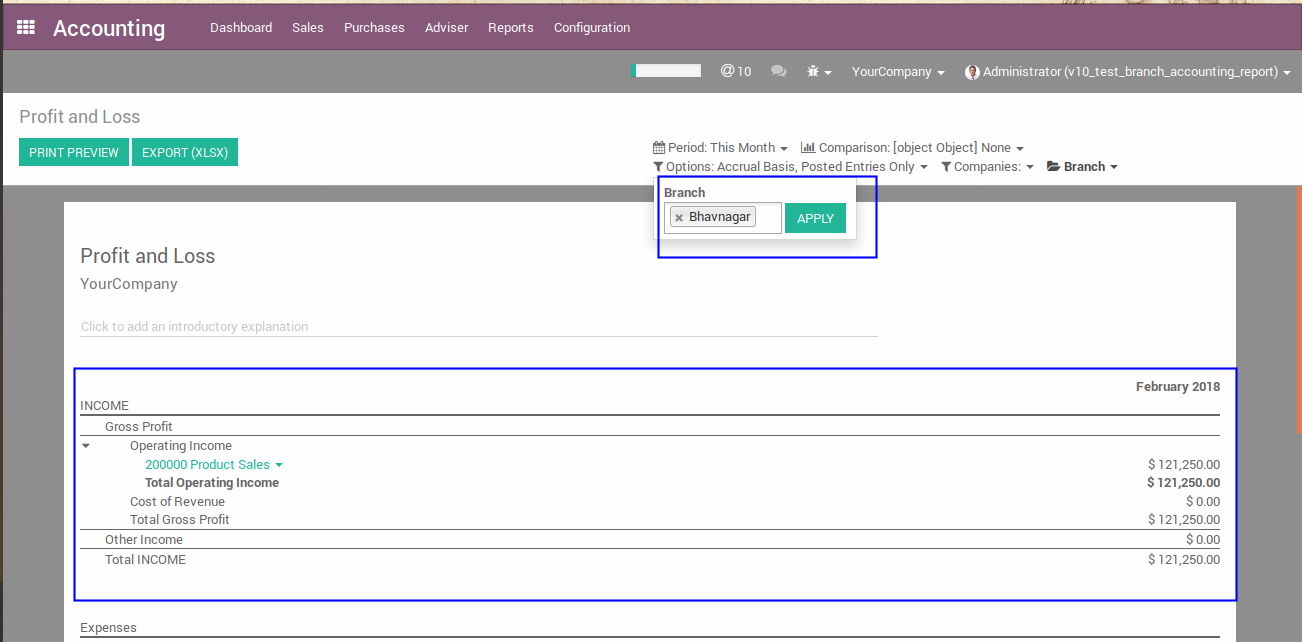 Accounting Dashboard Sales Purchases Adviser Reports Configuration
@ 10 YourCompany Administrator (v10_test_branch_accounting_report)
Profit and Loss
PRINT PREVIEW EXPORT (XLSX)
Period: This Month Comparison: [object Object] None
Options: Accrual Basis, Posted Entries Only Companies: Branch
Branch
× Bhavnagar APPLY
Profit and Loss
YourCompany
Click to add an introductory explanation
February 2018
INCOME
Gross Profit
Operating Income
200000 Product Sales $ 121,250.00
Total Operating Income $ 121,250.00
Cost of Revenue $ 0.00
Total Gross Profit $ 121,250.00
Other Income $ 0.00
Total INCOME $ 121,250.00
Expenses